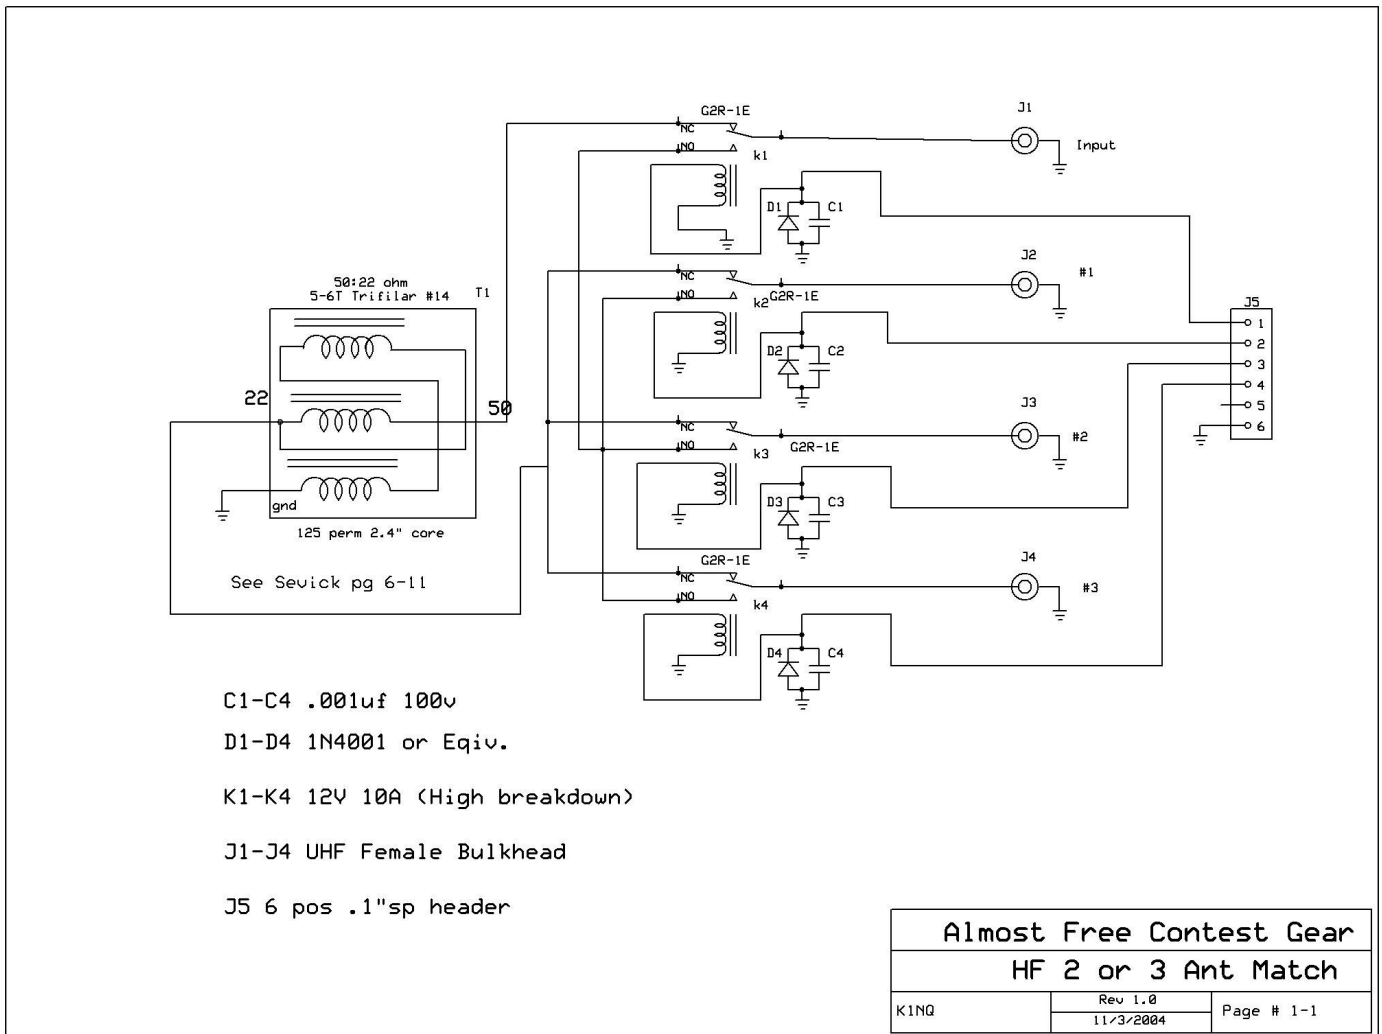 G2R-1E
J1
NC
NO
k1
Input
D1
C1
J2
#1
NC
NO
k2
G2R-1E
J5
D2
C2
1
2
3
4
5
6
50:22 ohm
5-6T Trifilar #14
T1
22
50
gnd
125 perm 2.4" core
See Sevick pg 6-11
J3
#2
NC
NO
k3
G2R-1E
D3
C3
G2R-1E
J4
#3
NC
NO
k4
D4
C4
C1-C4 .001uf 100v
D1-D4 1N4001 or Eqiv.
K1-K4 12V 10A (High breakdown)
J1-J4 UHF Female Bulkhead
J5 6 pos .1"sp header
Almost Free Contest Gear
HF 2 or 3 Ant Match
K1NQ
Rev 1.0
11/3/2004
Page # 1-1